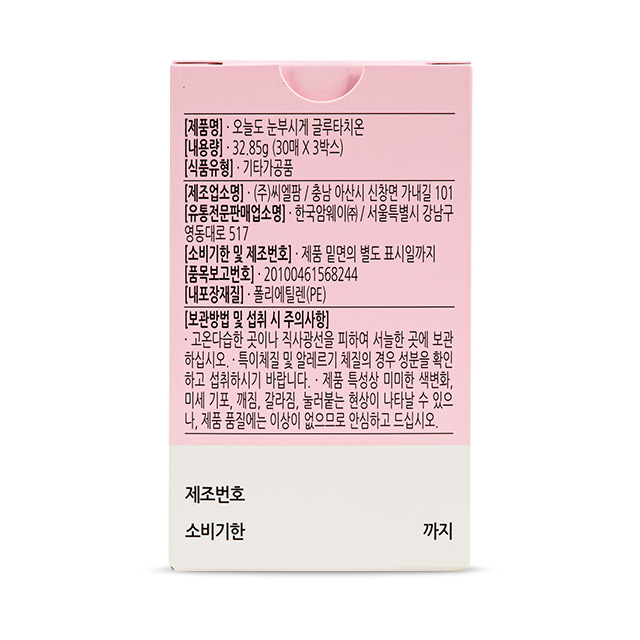 [제품명] · 오늘도 눈부시게 글루타치온
[내용량] · 32.85g (30매 X 3박스)
[식품유형] · 기타가공품
[제조업소명] · (주)씨엘팜 / 충남 아산시 신창면 가내길 101
[유통전문판매업소명] · 한국암웨이㈜ / 서울특별시 강남구
영동대로 517
[소비기한 및 제조번호] · 제품 밑면의 별도 표시일까지
[품목보고번호] · 20100461568244
[내포장재질] · 폴리에틸렌(PE)
[보관방법 및 섭취 시 주의사항]
· 고온다습한 곳이나 직사광선을 피하여 서늘한 곳에 보관
하십시오. · 특이체질 및 알레르기 체질의 경우 성분을 확인
하고 섭취하시기 바랍니다. · 제품 특성상 미미한 색변화,
미세 기포, 깨짐, 갈라짐, 눌러붙는 현상이 나타날 수 있으
나, 제품 품질에는 이상이 없으므로 안심하고 드십시오.
제조번호
소비기한 까지